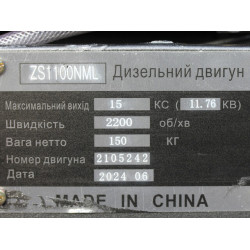 ZS1100NML Дизельний двигун
Максимальний вихід 15 КС ( 11.76 КВ)
Швидкість 2200 об/хв
Вага нетто 150 КГ
Номер двигуна 2105242
Дата 2024 06
MADE IN CHINA